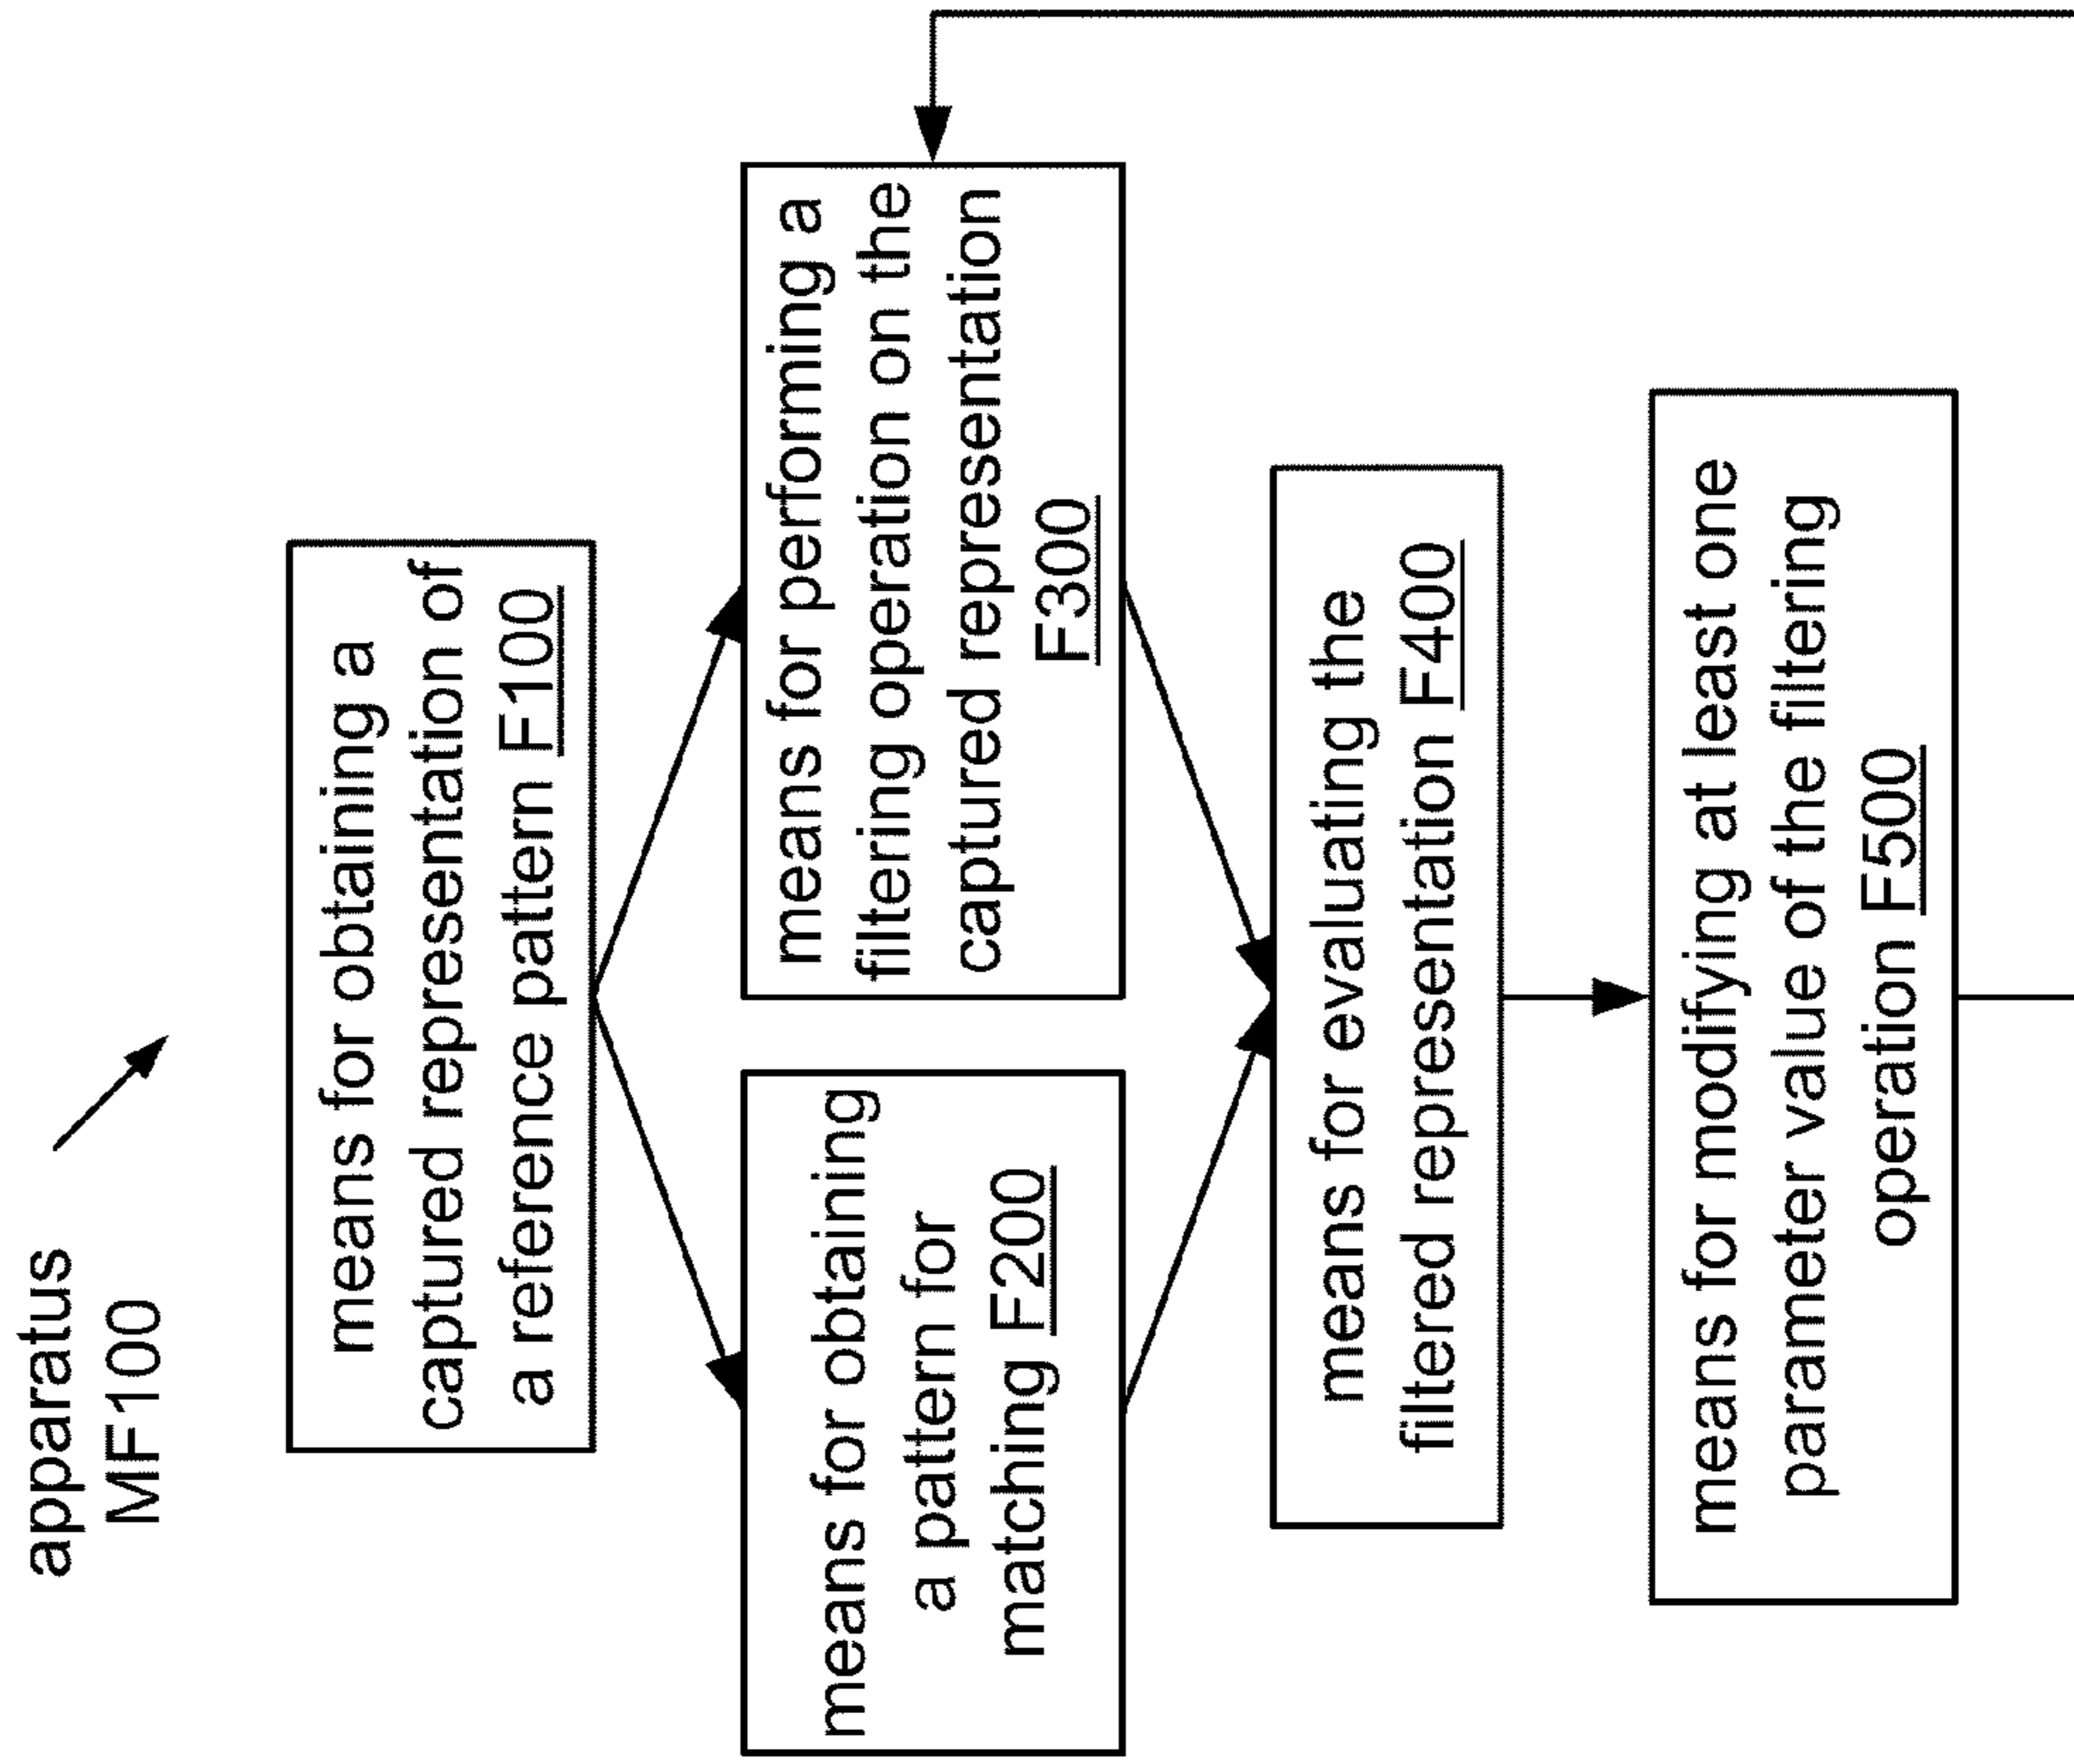 apparatus
MF100
means for obtaining a
captured representation of
a reference pattern F100
means for obtaining
a pattern for
matching F200
means for performing a
filtering operation on the
captured representation
F300
means for evaluating the
filtered representation F400
means for modifying at least one
parameter value of the filtering
operation F500